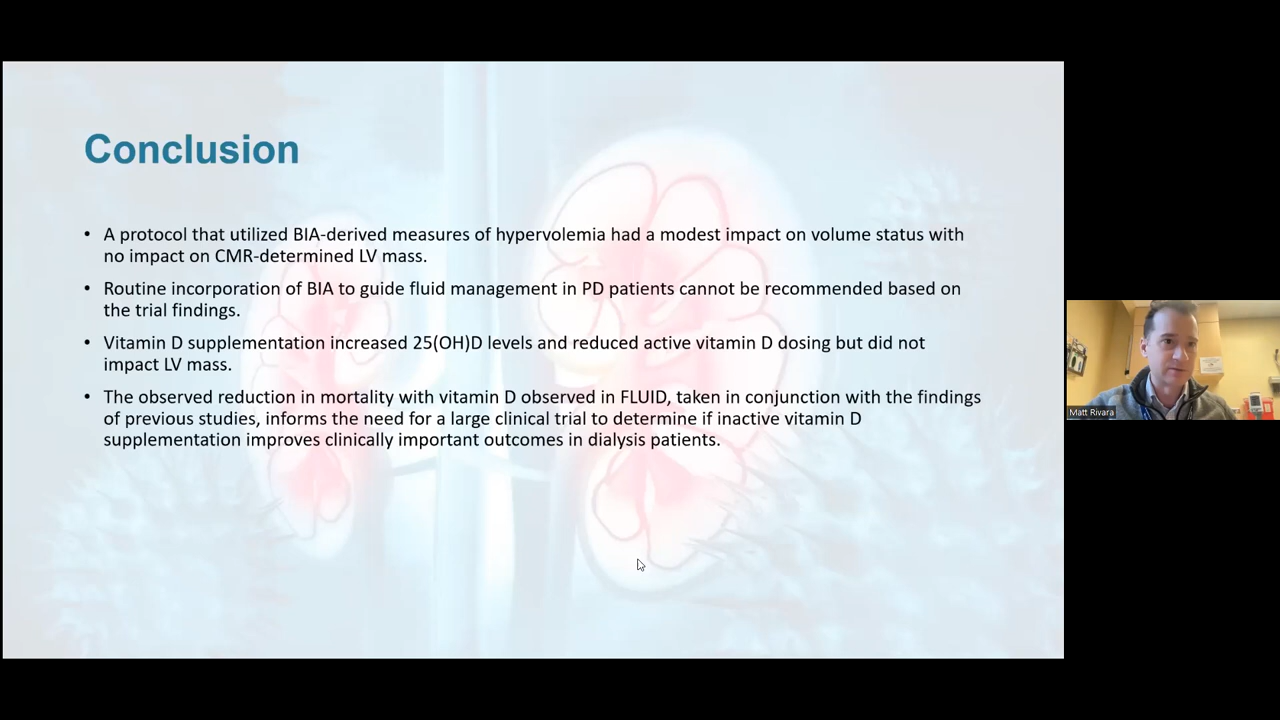 Conclusion
• A protocol that utilized BIA-derived measures of hypervolemia had a modest impact on volume status with
no impact on CMR-determined LV mass.
• Routine incorporation of BIA to guide fluid management in PD patients cannot be recommended based on
the trial findings.
• Vitamin D supplementation increased 25(OH)D levels and reduced active vitamin D dosing but did not
impact LV mass.
• The observed reduction in mortality with vitamin D observed in FLUID, taken in conjunction with the findings
of previous studies, informs the need for a large clinical trial to determine if inactive vitamin D
supplementation improves clinically important outcomes in dialysis patients.
Matt Rivara